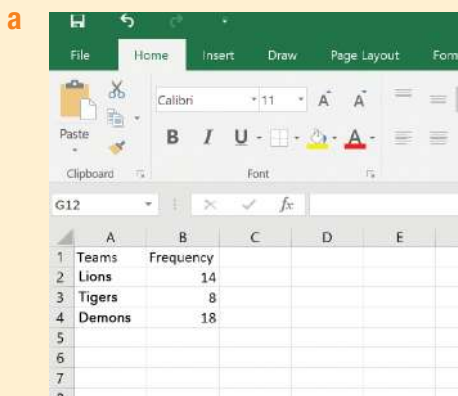 a
File Home Insert Draw Page Layout Form
Calibri 11 A A
Paste B I U A
Clipboard Font
G12 fx
A B C D E
1 Teams Frequency
2 Lions 14
3 Tigers 8
4 Demons 18
5
6
7